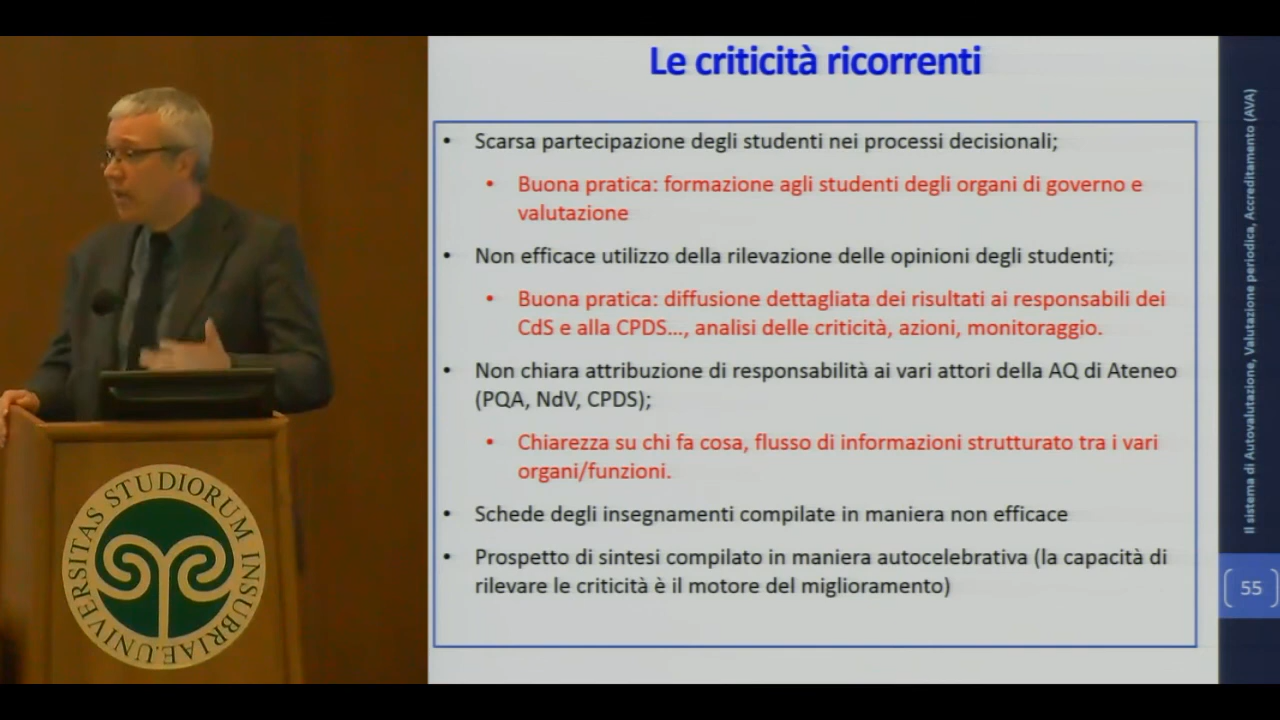 Le criticità ricorrenti
• Scarsa partecipazione degli studenti nei processi decisionali;
• Buona pratica: formazione agli studenti degli organi di governo e
valutazione
• Non efficace utilizzo della rilevazione delle opinioni degli studenti;
• Buona pratica: diffusione dettagliata dei risultati ai responsabili dei
CdS e alla CPDS…, analisi delle criticità, azioni, monitoraggio.
• Non chiara attribuzione di responsabilità ai vari attori della AQ di Ateneo
(PQA, NdV, CPDS);
• Chiarezza su chi fa cosa, flusso di informazioni strutturato tra i vari
organi/funzioni.
• Schede degli insegnamenti compilate in maniera non efficace
• Prospetto di sintesi compilato in maniera autocelebrativa (la capacità di
rilevare le criticità è il motore del miglioramento)
Il sistema di Autovalutazione, Valutazione periodica, Accreditamento (AVA)
55
UNIVERSITAS STUDIORUM INSUBRIAE